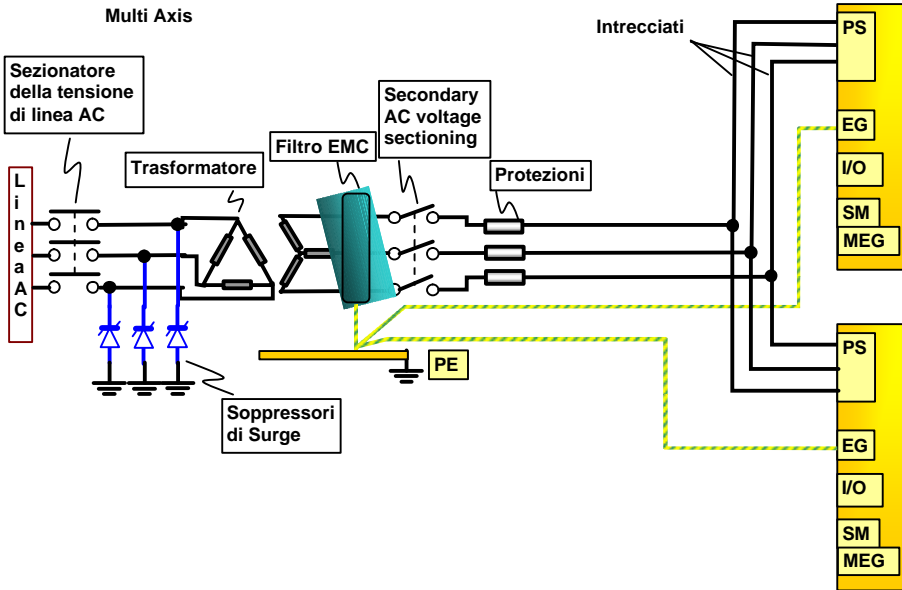 Multi Axis
Sezionatore
della tensione
di linea AC
Trasformatore
Filtro EMC
Secondary
AC voltage
sectioning
Protezioni
Intrecciati
L
i
n
e
a
A
C
Soppressori
di Surge
PE
PS
EG
I/O
SM
MEG
PS
EG
I/O
SM
MEG